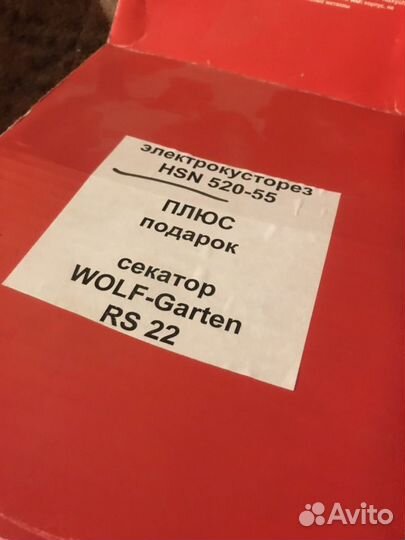 электрокусторез
HSN 520-55
ПЛЮС
подарок
секатор
WOLF-Garten
RS 22
Avito